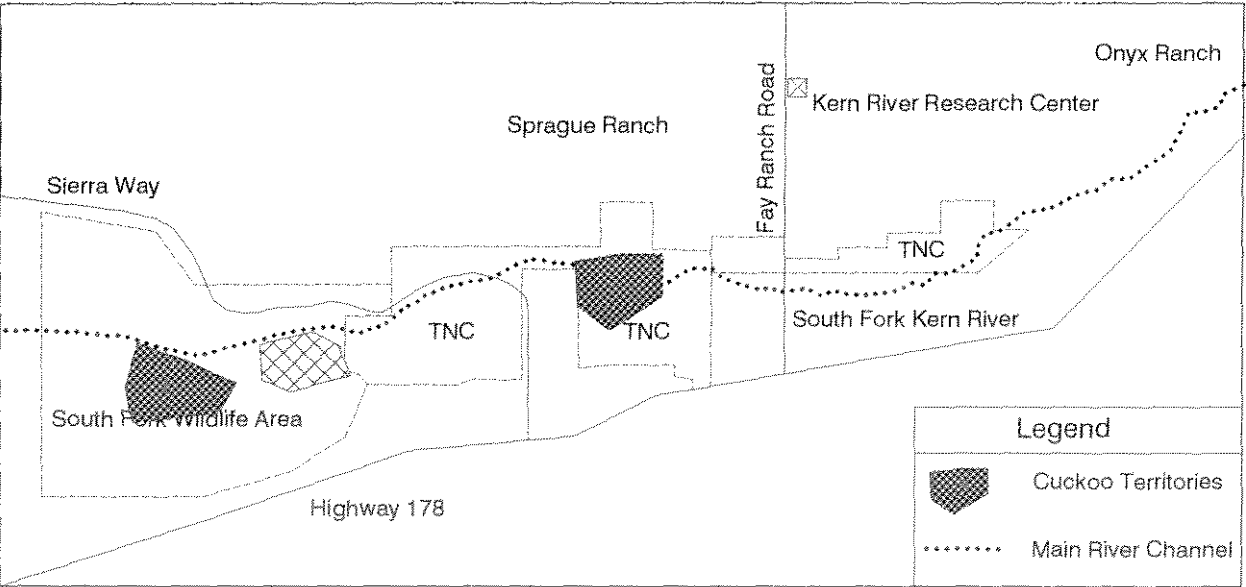 Onyx Ranch
Fay Ranch Road
Kern River Research Center
Sprague Ranch
Sierra Way
TNC
TNC
TNC
South Fork Kern River
South Fork Wildlife Area
Highway 178
Legend
Cuckoo Territories
Main River Channel